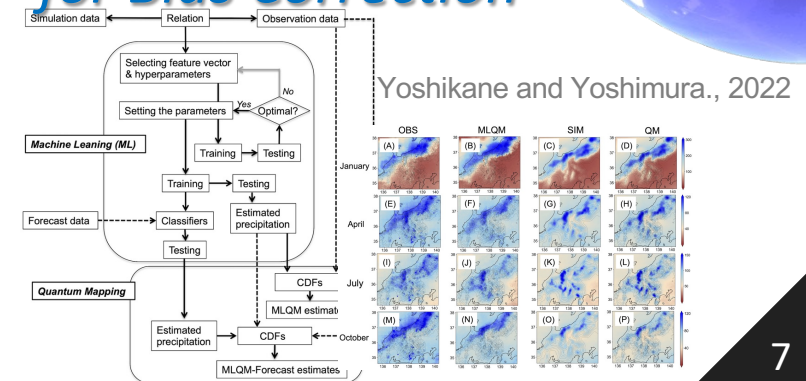 for Bias Correction
Simulation data
Relation
Observation data
Selecting feature vector
& hyperparameters
No
Setting the parameters
Yes
Optimal?
Machine Leaning (ML)
Training
Testing
Training
Testing
Forecast data
Classifiers
Estimated
precipitation
Testing
CDFs
Quantum Mapping
MLQM estimat
Estimated
precipitation
CDFs
MLQM-Forecast estimates
Yoshikane and Yoshimura., 2022
OBS MLQM SIM QM
January
(A) (B) (C) (D)
April
(E) (F) (G) (H)
July
(I) (J) (K) (L)
October
(M) (N) (O) (P)
7